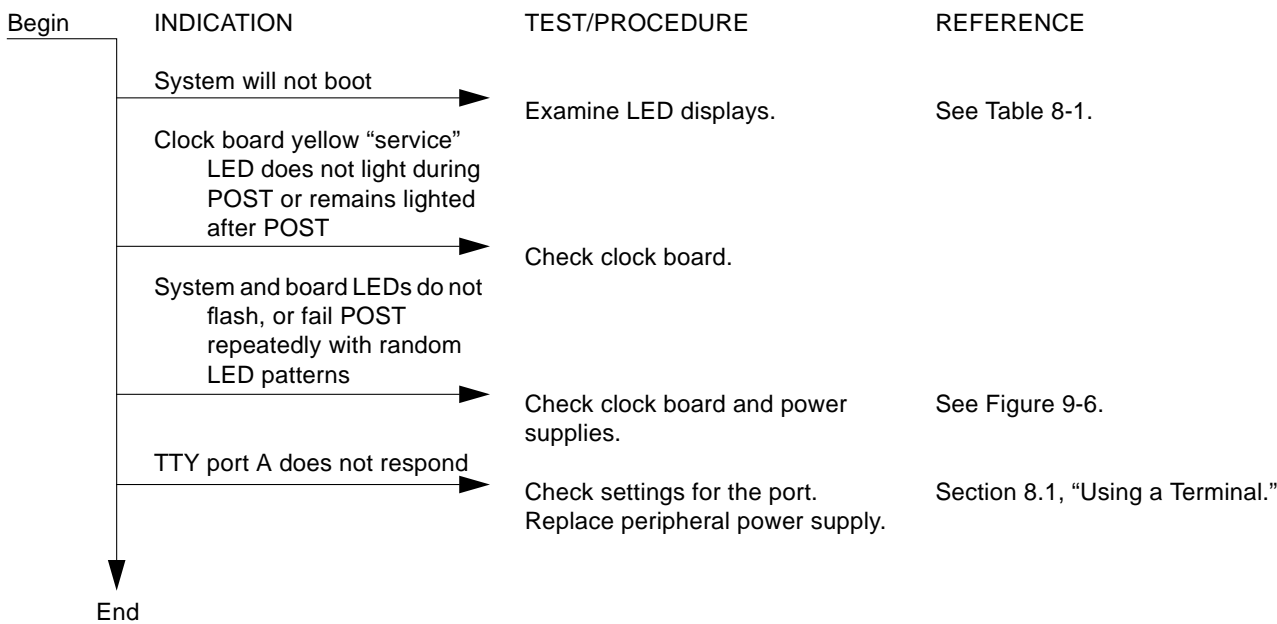 Begin INDICATION TEST/PROCEDURE REFERENCE
System will not boot
Examine LED displays. See Table 8-1.
Clock board yellow “service”
LED does not light during
POST or remains lighted
after POST
Check clock board.
System and board LEDs do not
flash, or fail POST
repeatedly with random
LED patterns
Check clock board and power See Figure 9-6.
supplies.
TTY port A does not respond
Check settings for the port. Section 8.1, “Using a Terminal.”
Replace peripheral power supply.
End